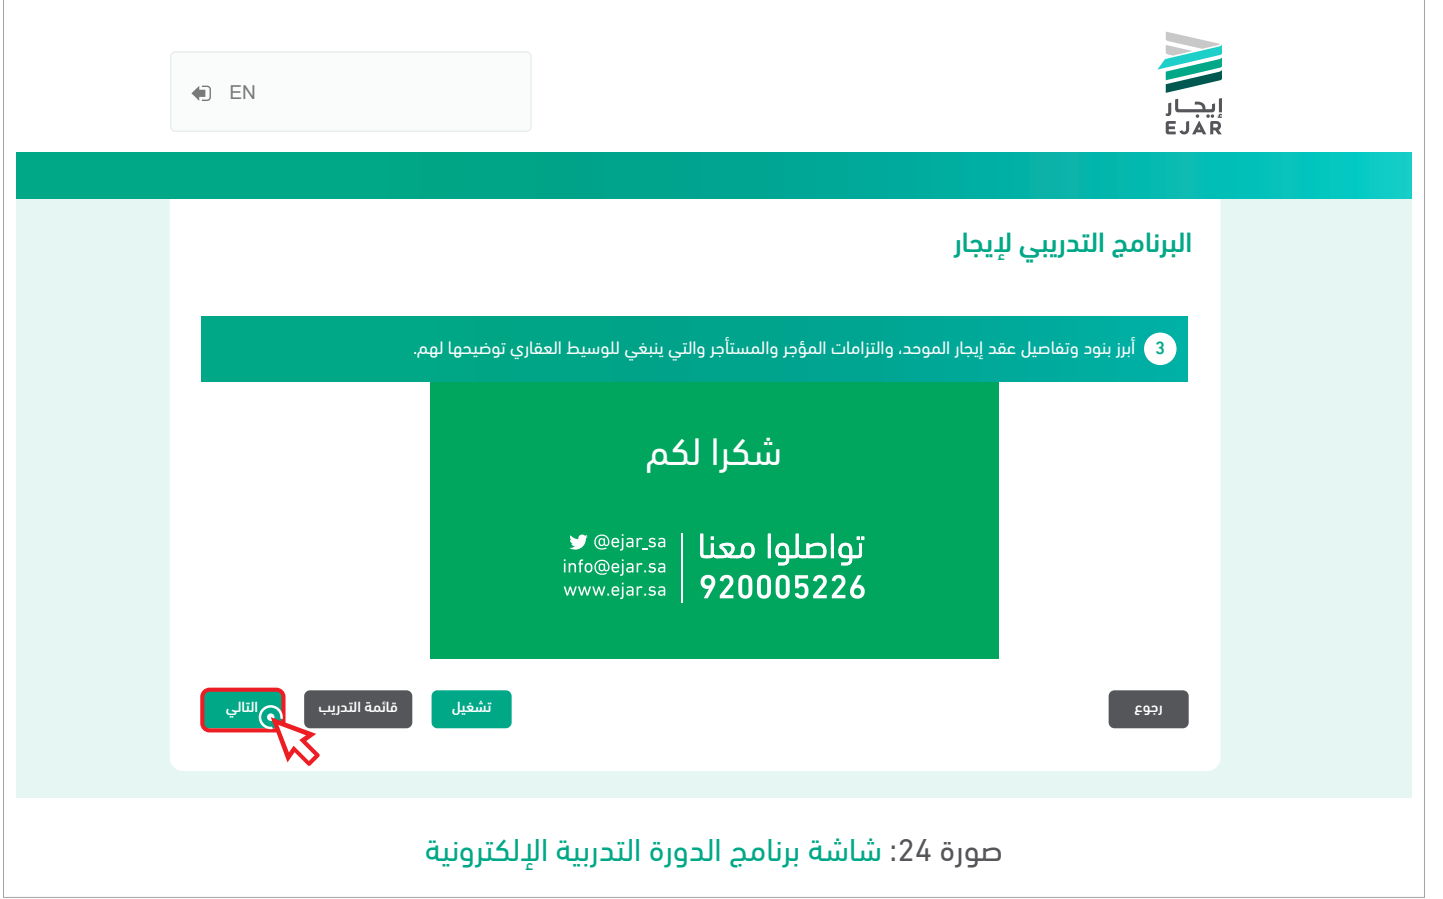 إيجار
EJAR
EN
البرنامج التدريبي لإيجار
3 أبرز بنود وتفاصيل عقد إيجار الموحد، والتزامات المؤجر والمستأجر والتي ينبغي للوسيط العقاري توضيحها لهم.
شكرا لكم
تواصلوا معنا
920005226
@ejar_sa
info@ejar.sa
www.ejar.sa
رجوع
تشغيل
قائمة التدريب
التالي
صورة 24: شاشة برنامج الدورة التدربية الإلكترونية